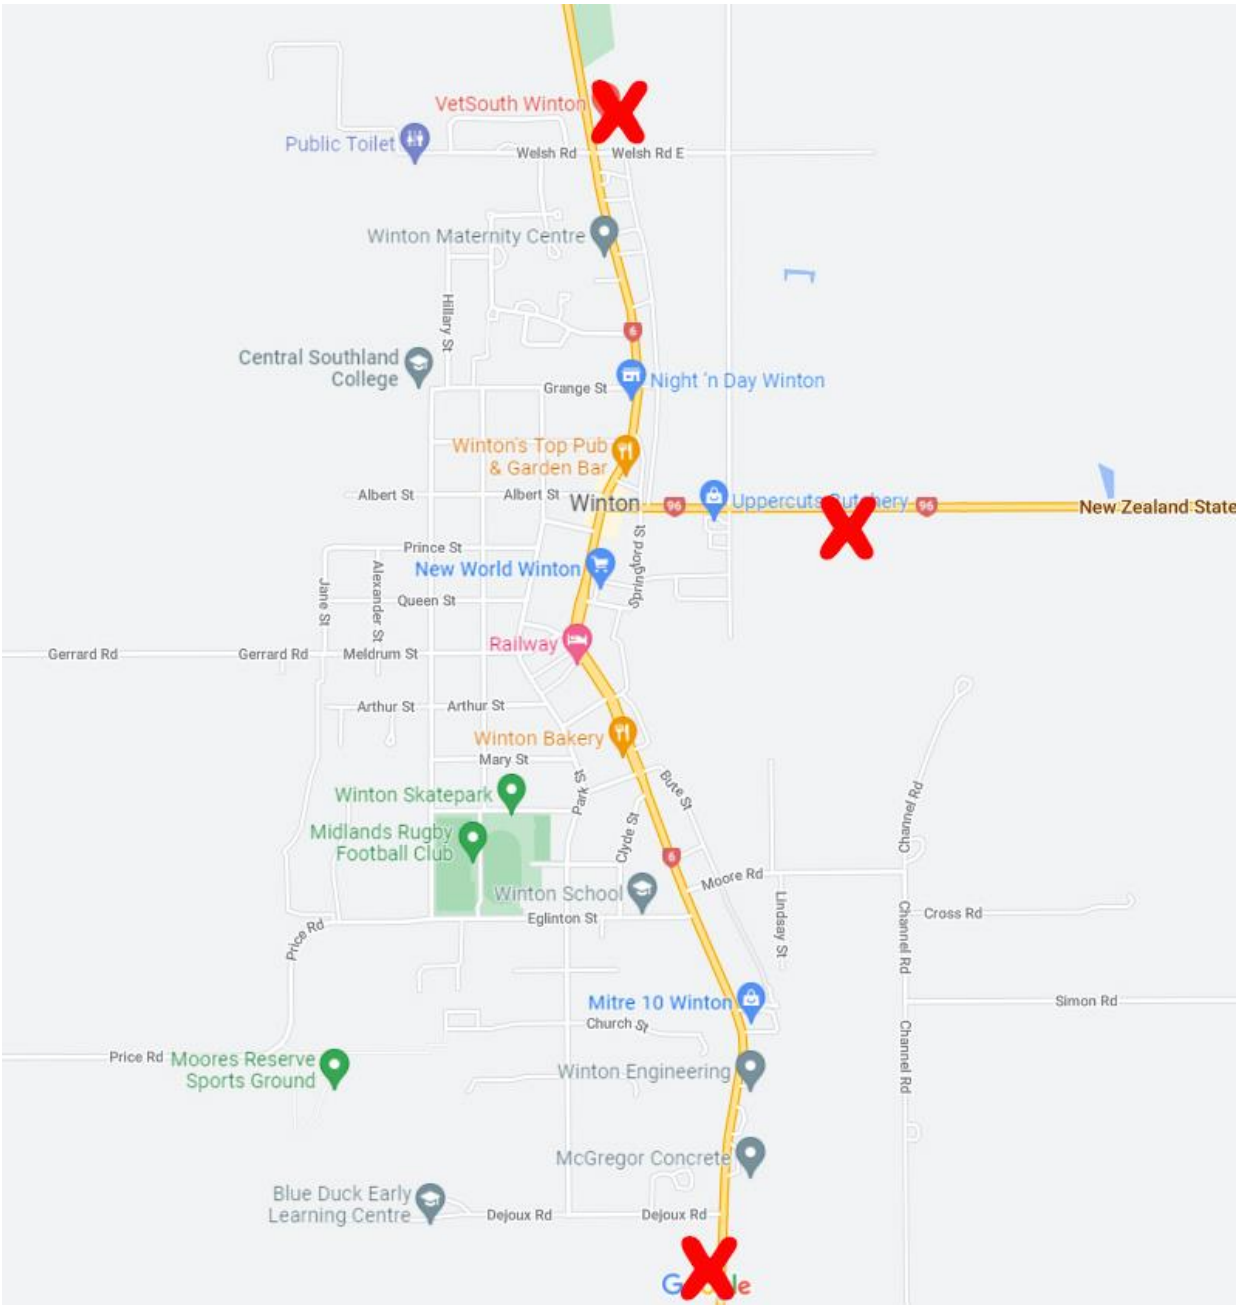 VetSouth Winton
Public Toilet
Welsh Rd
Welsh Rd E
Winton Maternity Centre
Hillary St
6
Central Southland
College
Night 'n Day Winton
Grange St
Winton's Top Pub
& Garden Bar
Albert St
Albert St
Winton
96
Uppercuts Butchery
96
New Zealand State
Springford St
Prince St
New World Winton
Jane St
Alexander St
Queen St
Railway
Gerrard Rd
Gerrard Rd
Meldrum St
Arthur St
Arthur St
Winton Bakery
Mary St
Park St
Bute St
Winton Skatepark
Clyde St
Channel Rd
Midlands Rugby
Football Club
6
Moore Rd
Winton School
Lindsay St
Eglinton St
Channel Rd
Cross Rd
Price Rd
Mitre 10 Winton
Simon Rd
Church St
Price Rd
Moores Reserve
Sports Ground
Winton Engineering
Channel Rd
McGregor Concrete
Blue Duck Early
Learning Centre
Dejoux Rd
Dejoux Rd